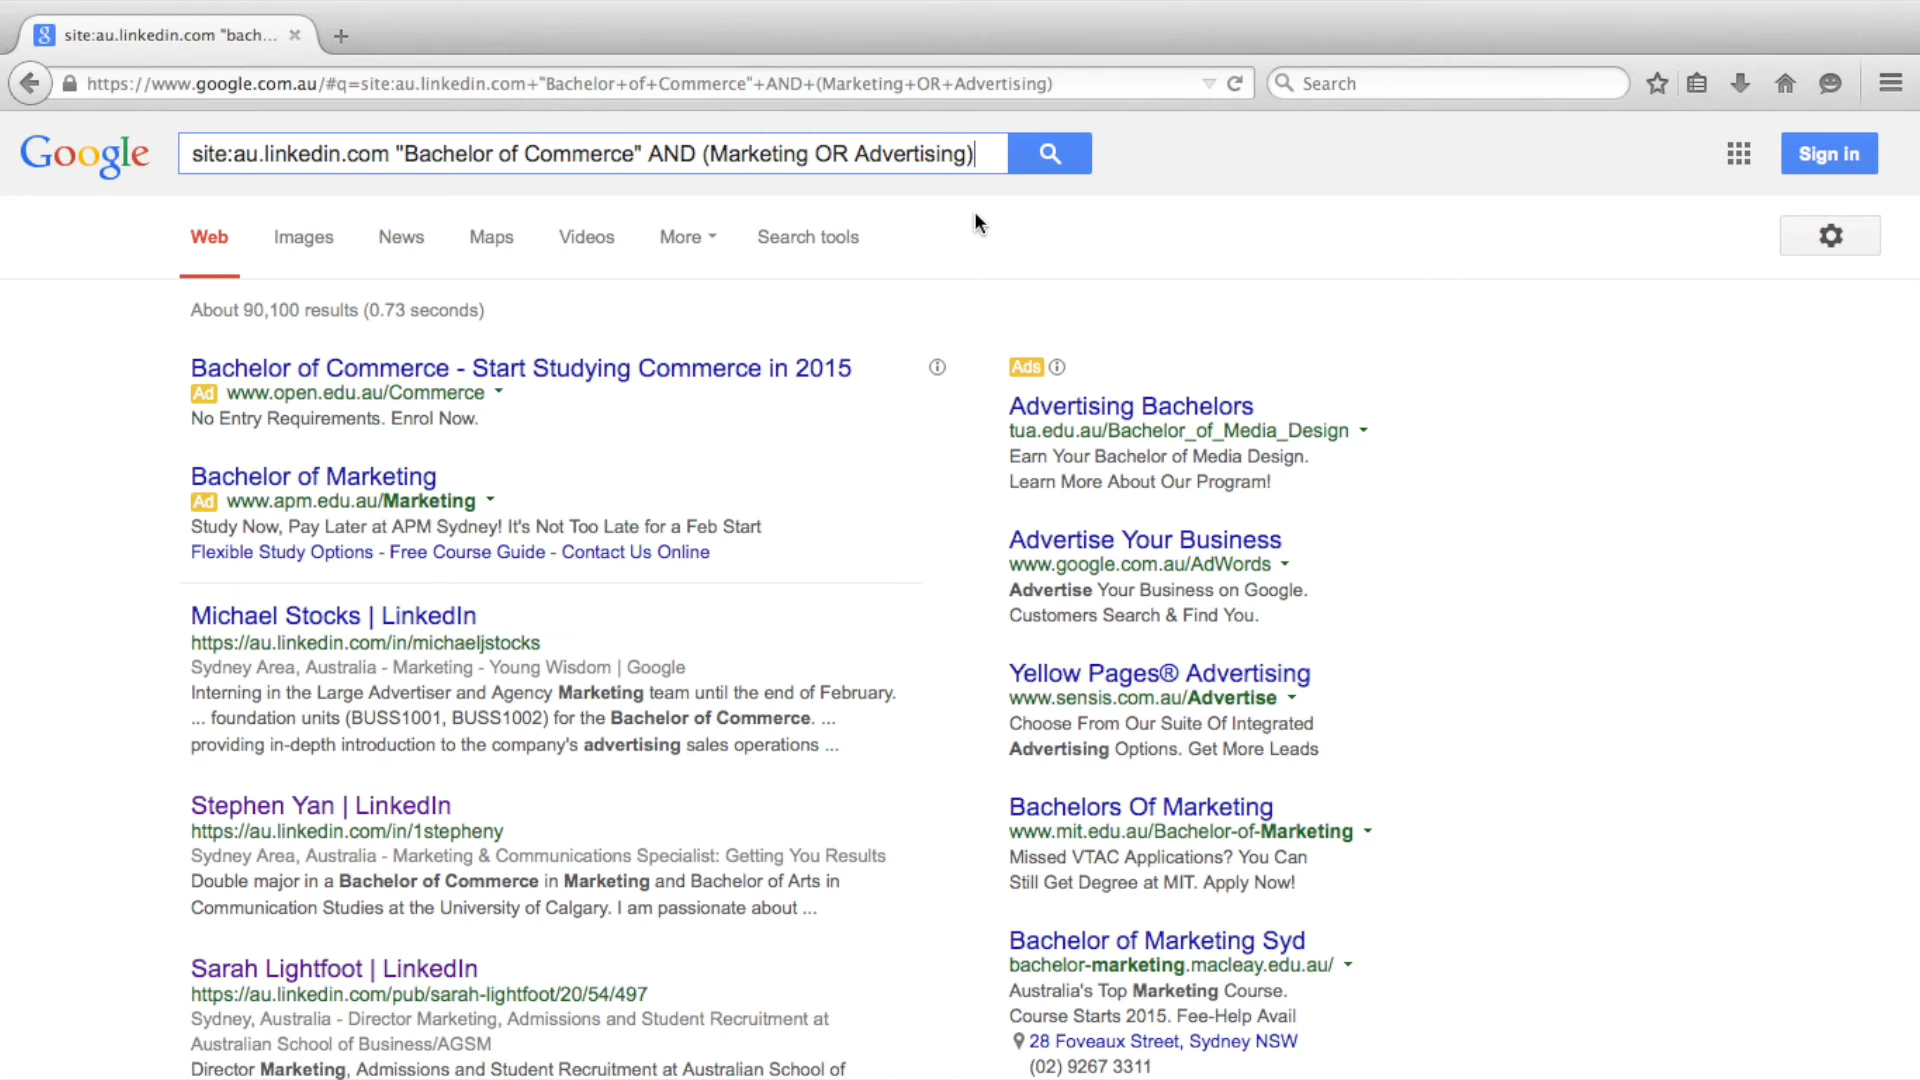 site:au.linkedin.com "bach...
https://www.google.com.au/#q=site:au.linkedin.com+"Bachelor+of+Commerce"+AND+(Marketing+OR+Advertising)
Search
Google
site:au.linkedin.com "Bachelor of Commerce" AND (Marketing OR Advertising)
Sign in
Web
Images
News
Maps
Videos
More
Search tools
About 90,100 results (0.73 seconds)
Bachelor of Commerce - Start Studying Commerce in 2015
Ad www.open.edu.au/Commerce
No Entry Requirements. Enrol Now.
Bachelor of Marketing
Ad www.apm.edu.au/Marketing
Study Now, Pay Later at APM Sydney! It's Not Too Late for a Feb Start
Flexible Study Options - Free Course Guide - Contact Us Online
Michael Stocks | LinkedIn
https://au.linkedin.com/in/michaeljstocks
Sydney Area, Australia - Marketing - Young Wisdom | Google
Interning in the Large Advertiser and Agency Marketing team until the end of February.
... foundation units (BUSS1001, BUSS1002) for the Bachelor of Commerce. ...
providing in-depth introduction to the company's advertising sales operations ...
Stephen Yan | LinkedIn
https://au.linkedin.com/in/1stepheny
Sydney Area, Australia - Marketing & Communications Specialist: Getting You Results
Double major in a Bachelor of Commerce in Marketing and Bachelor of Arts in
Communication Studies at the University of Calgary. I am passionate about ...
Sarah Lightfoot | LinkedIn
https://au.linkedin.com/pub/sarah-lightfoot/20/54/497
Sydney, Australia - Director Marketing, Admissions and Student Recruitment at
Australian School of Business/AGSM
Director Marketing, Admissions and Student Recruitment at Australian School of
Ads
Advertising Bachelors
tua.edu.au/Bachelor_of_Media_Design
Earn Your Bachelor of Media Design.
Learn More About Our Program!
Advertise Your Business
www.google.com.au/AdWords
Advertise Your Business on Google.
Customers Search & Find You.
Yellow Pages® Advertising
www.sensis.com.au/Advertise
Choose From Our Suite Of Integrated
Advertising Options. Get More Leads
Bachelors Of Marketing
www.mit.edu.au/Bachelor-of-Marketing
Missed VTAC Applications? You Can
Still Get Degree at MIT. Apply Now!
Bachelor of Marketing Syd
bachelor-marketing.macleay.edu.au/
Australia's Top Marketing Course.
Course Starts 2015. Fee-Help Avail
28 Foveaux Street, Sydney NSW
(02) 9267 3311